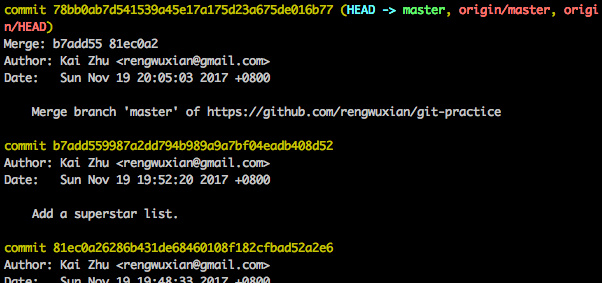 commit 78bb0ab7d541539a45e17a175d23a675de016b77 (HEAD -> master, origin/master, origi
n/HEAD)
Merge: b7add55 81ec0a2
Author: Kai Zhu <rengwuxian@gmail.com>
Date:   Sun Nov 19 20:05:03 2017 +0800
    Merge branch 'master' of https://github.com/rengwuxian/git-practice
commit b7add559987a2dd794b989a9a7bf04eadb408d52
Author: Kai Zhu <rengwuxian@gmail.com>
Date:   Sun Nov 19 19:52:20 2017 +0800
    Add a superstar list.
commit 81ec0a26286b431de68460108f182cfbad52a2e6
Author: Kai Zhu <rengwuxian@gmail.com>
Date:   Sun Nov 19 19:48:33 2017 +0800